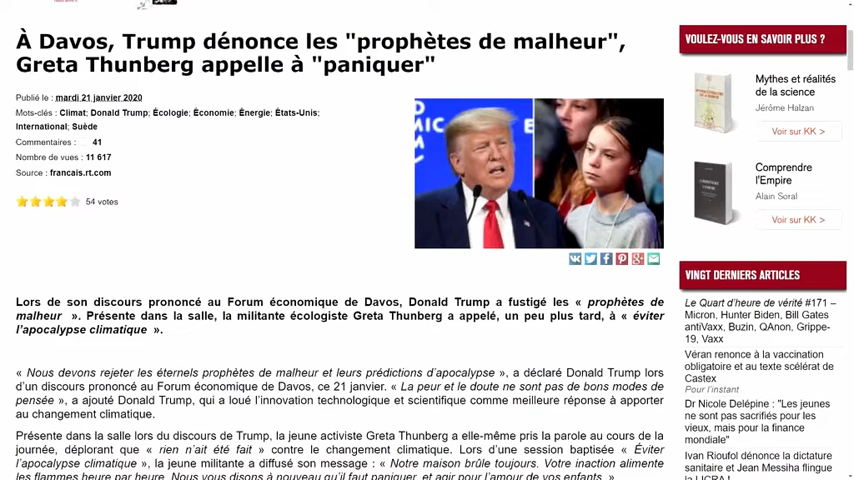 À Davos, Trump dénonce les "prophètes de malheur",
Greta Thunberg appelle à "paniquer"
Publié le : mardi 21 janvier 2020
Mots-clés : Climat; Donald Trump; Écologie; Économie; Énergie; États-Unis;
International; Suède
Commentaires : 41
Nombre de vues : 11 617
Source : francais.rt.com
54 votes
MIC
Lors de son discours prononcé au Forum économique de Davos, Donald Trump a fustigé les « prophètes de
malheur ». Présente dans la salle, la militante écologiste Greta Thunberg a appelé, un peu plus tard, à « éviter
l'apocalypse climatique ».
« Nous devons rejeter les éternels prophètes de malheur et leurs prédictions d'apocalypse », a déclaré Donald Trump lors
d'un discours prononcé au Forum économique de Davos, ce 21 janvier. « La peur et le doute ne sont pas de bons modes de
pensée », a ajouté Donald Trump, qui a loué l'innovation technologique et scientifique comme meilleure réponse à apporter
au changement climatique.
Présente dans la salle lors du discours de Trump, la jeune activiste Greta Thunberg a elle-même pris la parole au cours de la
journée, déplorant que « rien n'ait été fait » contre le changement climatique. Lors d'une session baptisée « Éviter
l'apocalypse climatique », la jeune militante a diffusé son message : « Notre maison brûle toujours. Votre inaction alimente
les flammes heure par heure. Nous vous disons à nouveau qu'il faut paniquer, et agir pour l'amour de vos enfants. »
VOULEZ-VOUS EN SAVOIR PLUS ?
Mythes et réalités
de la science
Jérôme Halzan
Voir sur KK >
Comprendre
l'Empire
Alain Soral
Voir sur KK >
VINGT DERNIERS ARTICLES
Le Quart d'heure de vérité #171 –
Micron, Hunter Biden, Bill Gates
antiVaxx, Buzin, QAnon, Grippe-
19, Vaxx
Véran renonce à la vaccination
obligatoire et au texte scélérat de
Castex
Pour l'instant
Dr Nicole Delépine : "Les jeunes
ne sont pas sacrifiés pour les
vieux, mais pour la finance
mondiale"
Ivan Rioufol dénonce la dictature
sanitaire et Jean Messiha flingue
la LICRA !